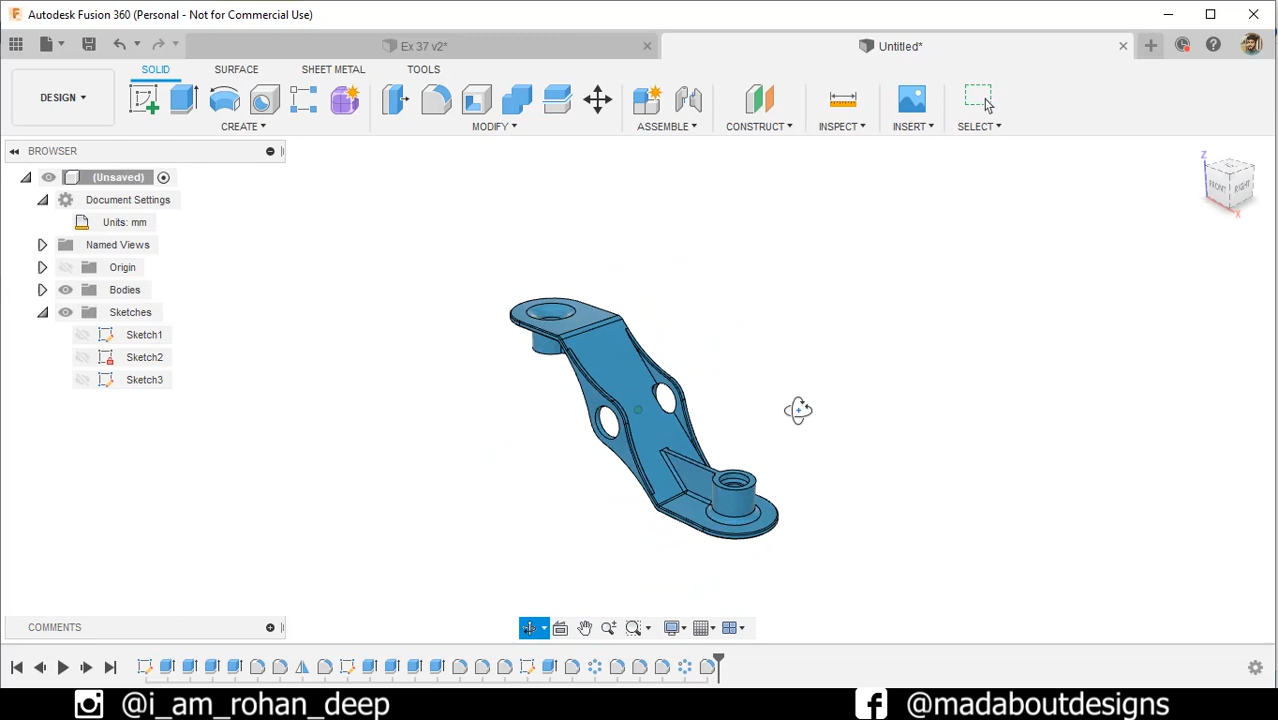 Autodesk Fusion 360 (Personal - Not for Commercial Use)
Ex 37 v2*
Untitled*
DESIGN
SOLID SURFACE SHEET METAL TOOLS
CREATE MODIFY ASSEMBLE CONSTRUCT INSPECT INSERT SELECT
BROWSER
(Unsaved)
Document Settings
Units: mm
Named Views
Origin
Bodies
Sketches
Sketch1
Sketch2
Sketch3
Z
FRONT RIGHT
X
COMMENTS
@i_am_rohan_deep @madaboutdesigns